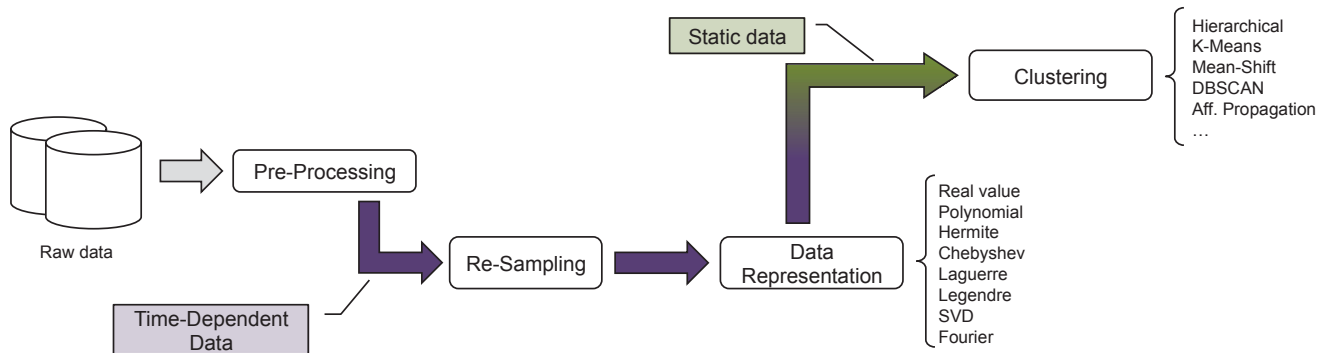 Static data
Clustering
Hierarchical
K-Means
Mean-Shift
DBSCAN
Aff. Propagation
…
Pre-Processing
Raw data
Re-Sampling
Data
Representation
Real value
Polynomial
Hermite
Chebyshev
Laguerre
Legendre
SVD
Fourier
Time-Dependent
Data